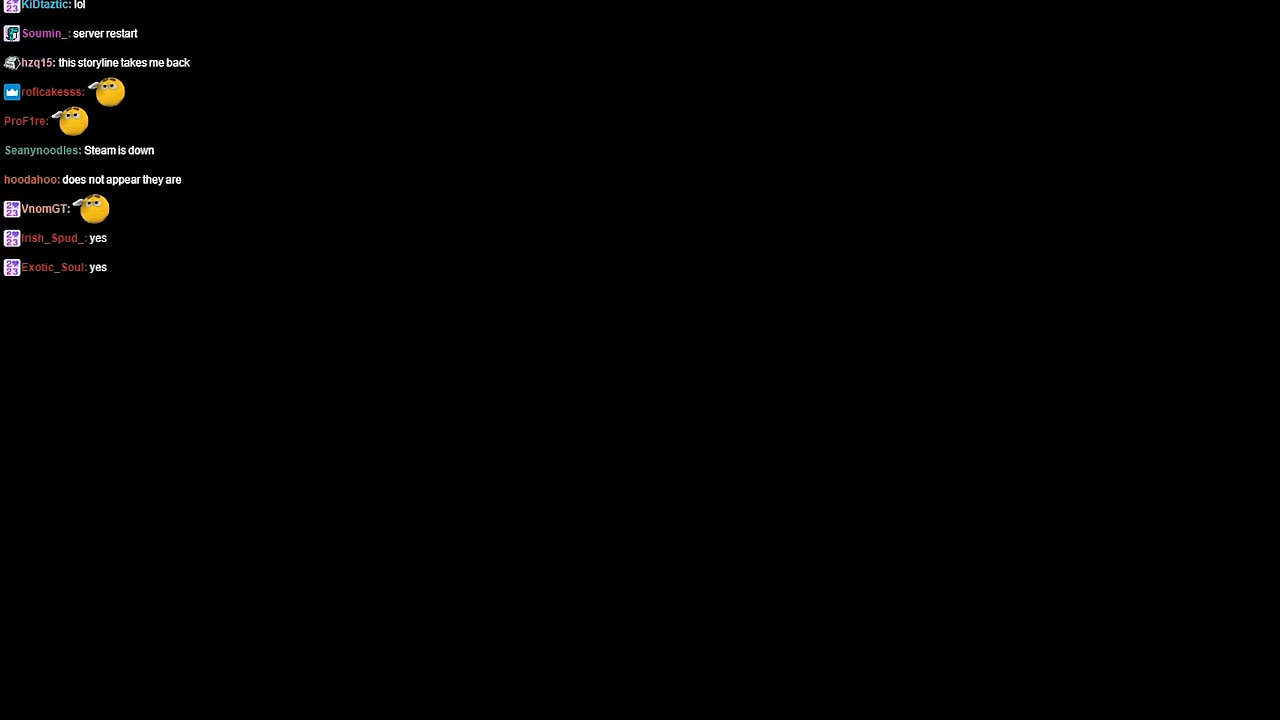 KiDtaztic: lol
Soumin_: server restart
hzq15: this storyline takes me back
roflcakesss:
ProF1re:
Seanynoodles: Steam is down
hoodahoo: does not appear they are
VnomGT:
Irish_Spud_: yes
Exotic_Soul: yes